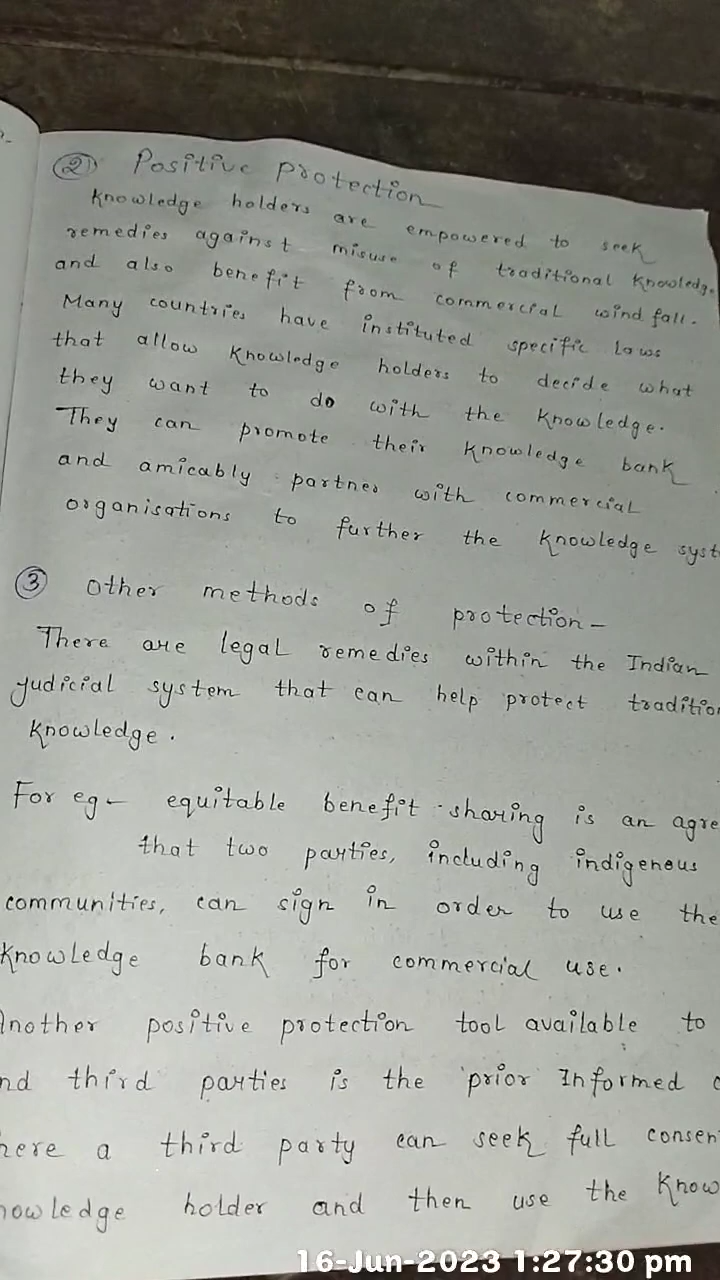 ② Positive protection
Knowledge holders are empowered to seek
remedies against misuse of traditional knowledge
and also benefit from commercial wind fall.
Many countries have instituted specific laws
that allow knowledge holders to decide what
they want to do with the knowledge.
They can promote their knowledge bank
and amicably partner with commercial
organisations to further the knowledge syst
③ other methods of protection-
There are legal remedies within the Indian
judicial system that can help protect traditio
knowledge.
For eg- equitable benefit sharing is an agre
that two parties, including indigenous
communities, can sign in order to use the
knowledge bank for commercial use.
Another positive protection tool available to
nd third parties is the prior Informed
here a third party can seek full consen
nowledge holder and then use the know
16-Jun-2023 1:27:30 pm